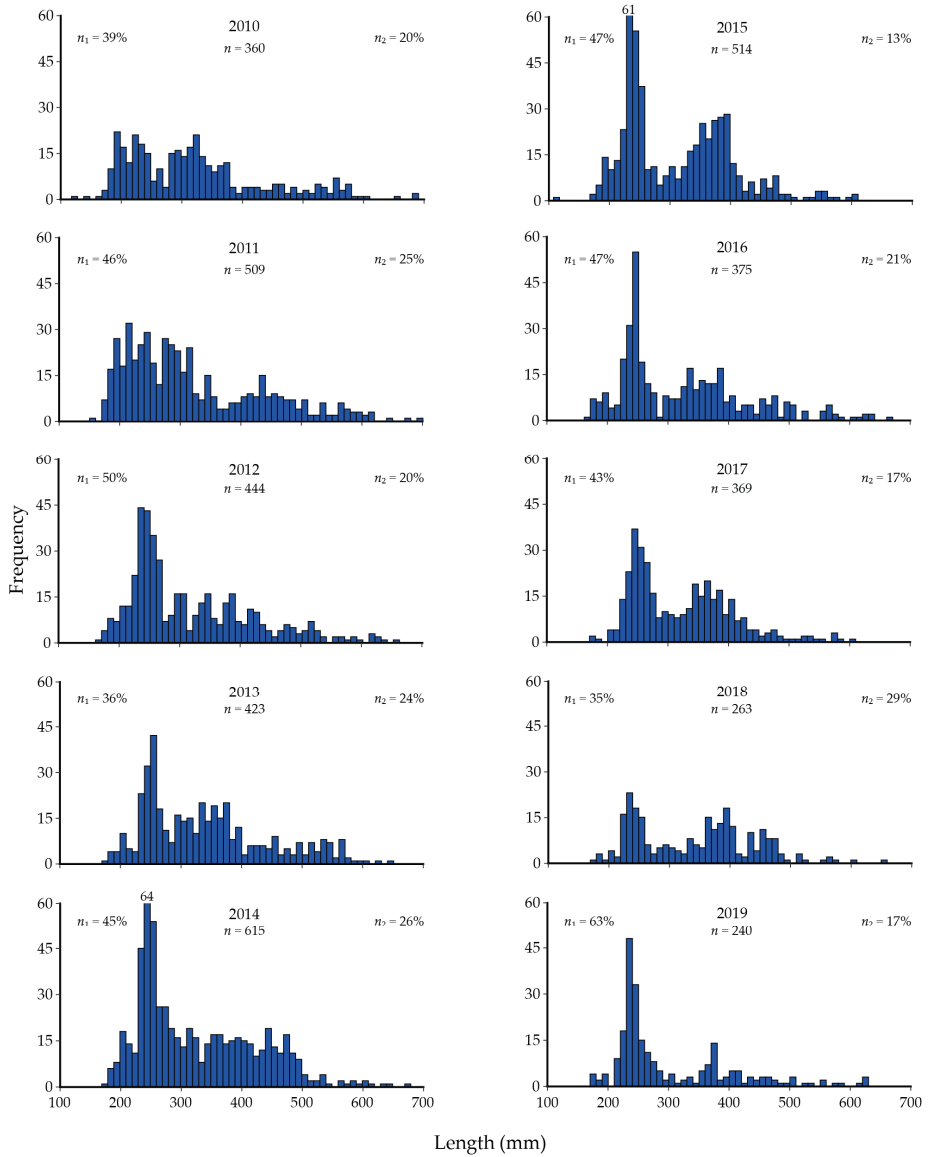 60
45
30
15
0
n₁ = 39%
2010
n = 360
n₂ = 20%
60
45
30
15
0
n₁ = 46%
2011
n = 509
n₂ = 25%
60
45
30
15
0
n₁ = 50%
2012
n = 444
n₂ = 20%
60
45
30
15
0
n₁ = 36%
2013
n = 423
n₂ = 24%
60
45
30
15
0
64
n₁ = 45%
2014
n = 615
n₂ = 26%
100 200 300 400 500 600 700
60
45
30
15
0
61
n₁ = 47%
2015
n = 514
n₂ = 13%
60
45
30
15
0
n₁ = 47%
2016
n = 375
n₂ = 21%
60
45
30
15
0
n₁ = 43%
2017
n = 369
n₂ = 17%
60
45
30
15
0
n₁ = 35%
2018
n = 263
n₂ = 29%
60
45
30
15
0
n₁ = 63%
2019
n = 240
n₂ = 17%
100 200 300 400 500 600 700
Frequency
Length (mm)